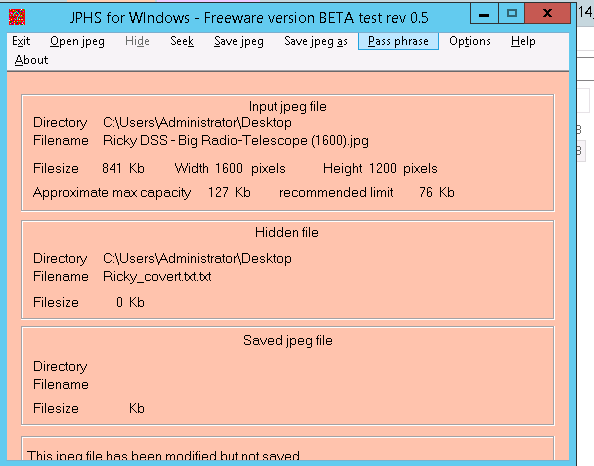 JPHS for WIndows - Freeware version BETA test rev 0.5
14,
Exit Open jpeg Hide Seek Save jpeg Save jpeg as Pass phrase Options Help
About
Input jpeg file
Directory C:\Users\Administrator\Desktop
Filename Ricky DSS - Big Radio-Telescope (1600).jpg
Filesize 841 Kb Width 1600 pixels Height 1200 pixels
Approximate max capacity 127 Kb recommended limit 76 Kb
Hidden file
Directory C:\Users\Administrator\Desktop
Filename Ricky_covert.txt.txt
Filesize 0 Kb
Saved jpeg file
Directory
Filename
Filesize Kb
This jpeg file has been modified but not saved